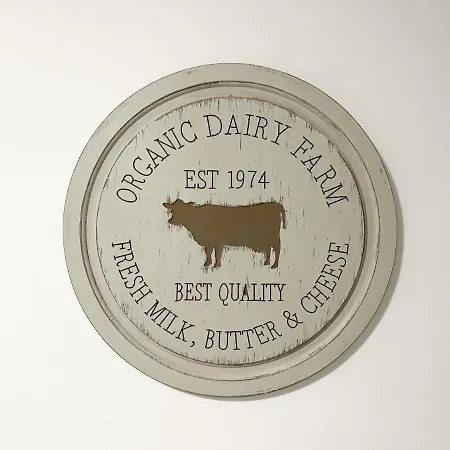 ORGANIC DAIRY FARM
EST 1974
BEST QUALITY
FRESH MILK, BUTTER & CHEESE